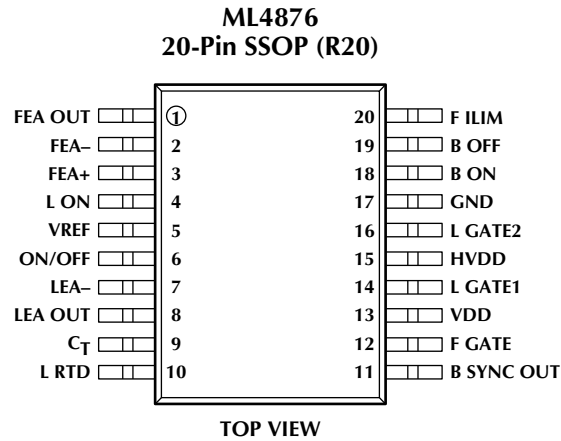 ML4876
20-Pin SSOP (R20)
FEA OUT 1 20 F ILIM
FEA– 2 19 B OFF
FEA+ 3 18 B ON
L ON 4 17 GND
VREF 5 16 L GATE2
ON/OFF 6 15 HVDD
LEA– 7 14 L GATE1
LEA OUT 8 13 VDD
CT 9 12 F GATE
L RTD 10 11 B SYNC OUT
TOP VIEW